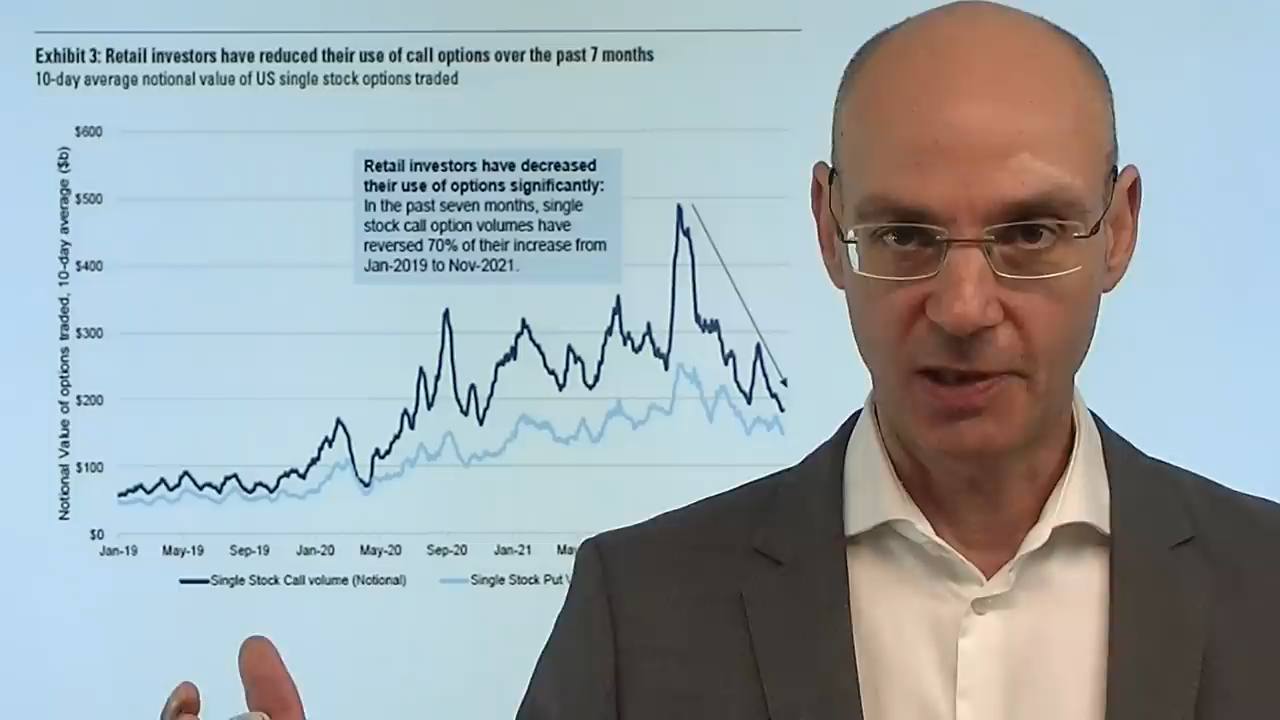 Exhibit 3: Retail investors have reduced their use of call options over the past 7 months
10-day average notional value of US single stock options traded
Notional Value of options traded, 10-day average ($b)
$600
$500
$400
$300
$200
$100
$0
Retail investors have decreased
their use of options significantly:
In the past seven months, single
stock call option volumes have
reversed 70% of their increase from
Jan-2019 to Nov-2021.
Jan-19 May-19 Sep-19 Jan-20 May-20 Sep-20 Jan-21
Single Stock Call volume (Notional) Single Stock Put